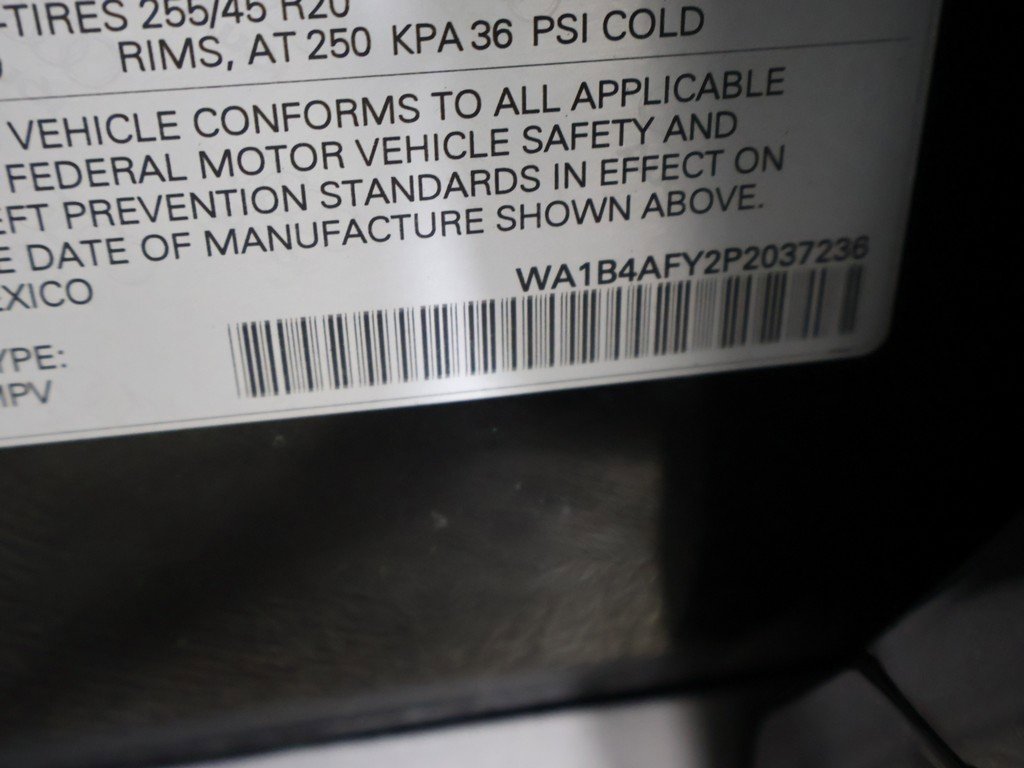 -TIRES 255/45 R20
RIMS, AT 250 KPA 36 PSI COLD
VEHICLE CONFORMS TO ALL APPLICABLE
FEDERAL MOTOR VEHICLE SAFETY AND
EFT PREVENTION STANDARDS IN EFFECT ON
E DATE OF MANUFACTURE SHOWN ABOVE.
EXICO
WA1B4AFY2P2037236
YPE:
MPV